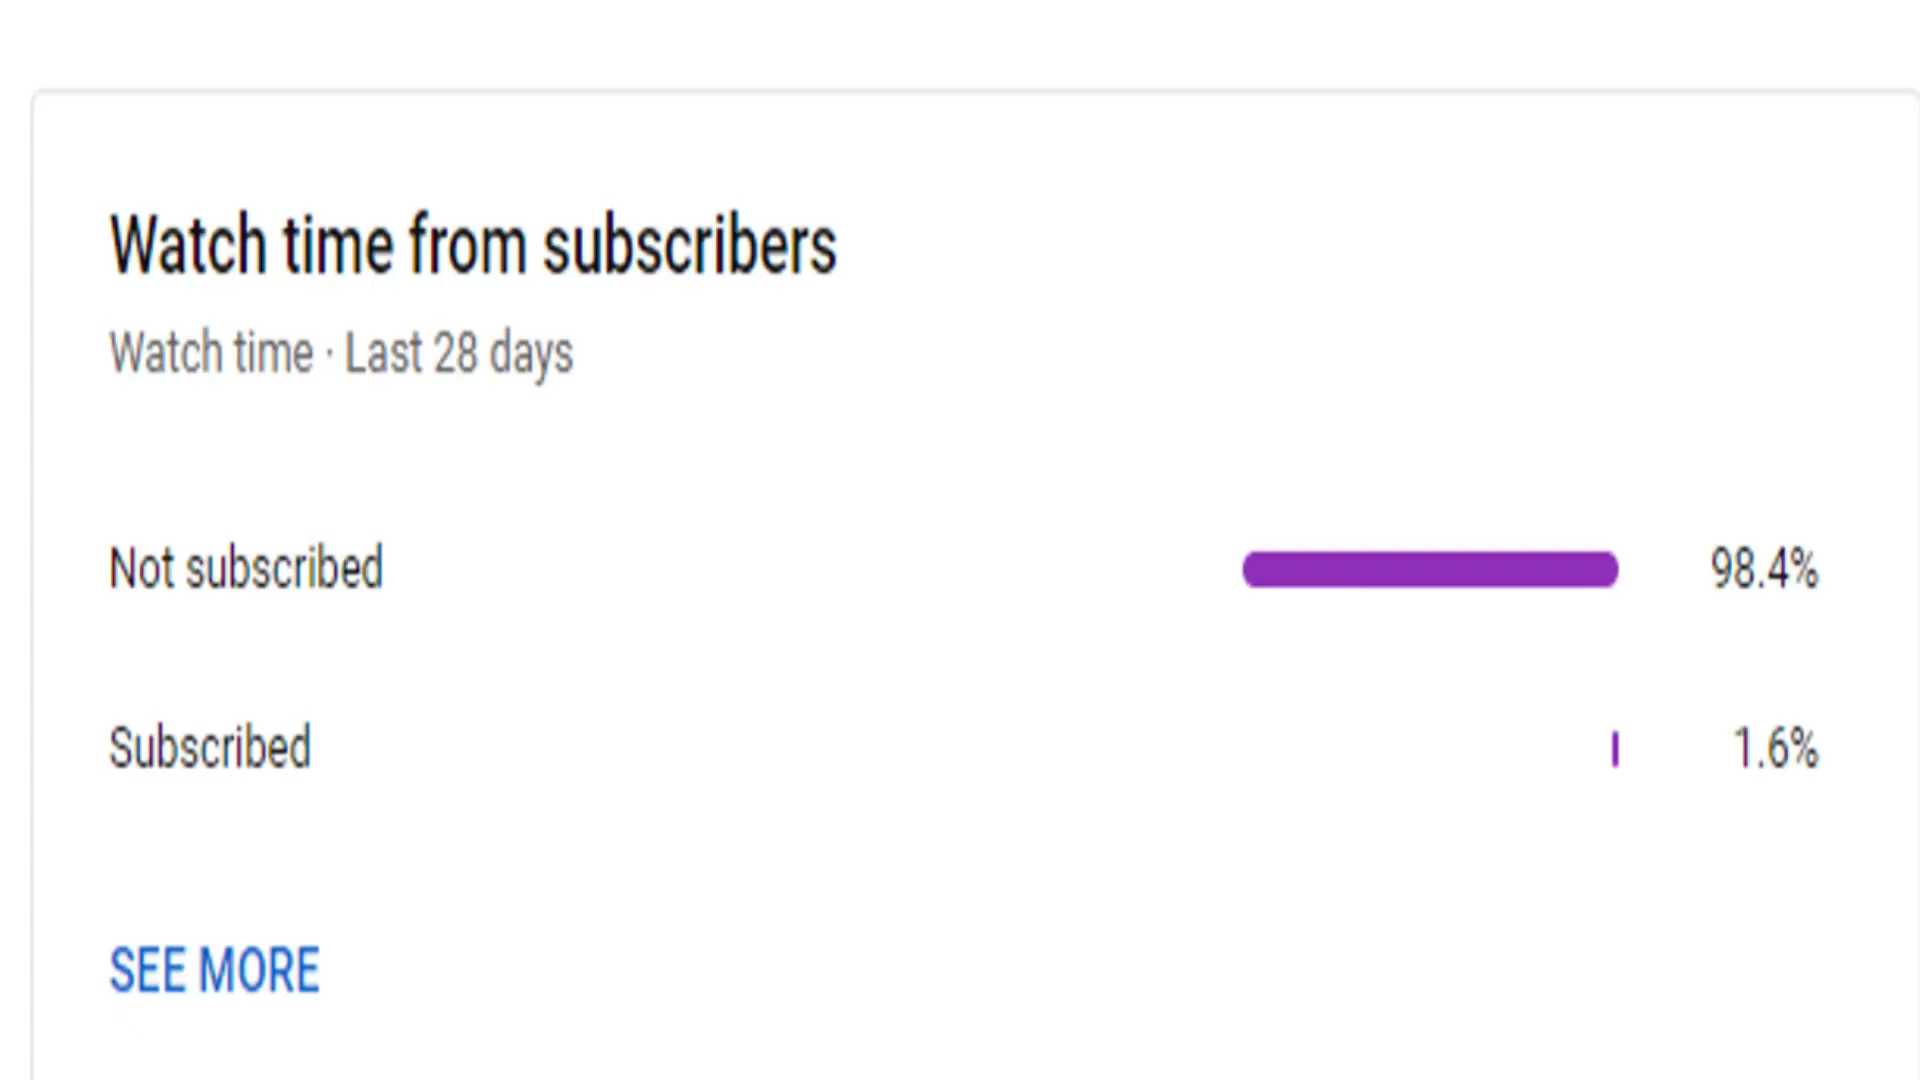 Watch time from subscribers
Watch time · Last 28 days
Not subscribed 98.4%
Subscribed 1.6%
SEE MORE